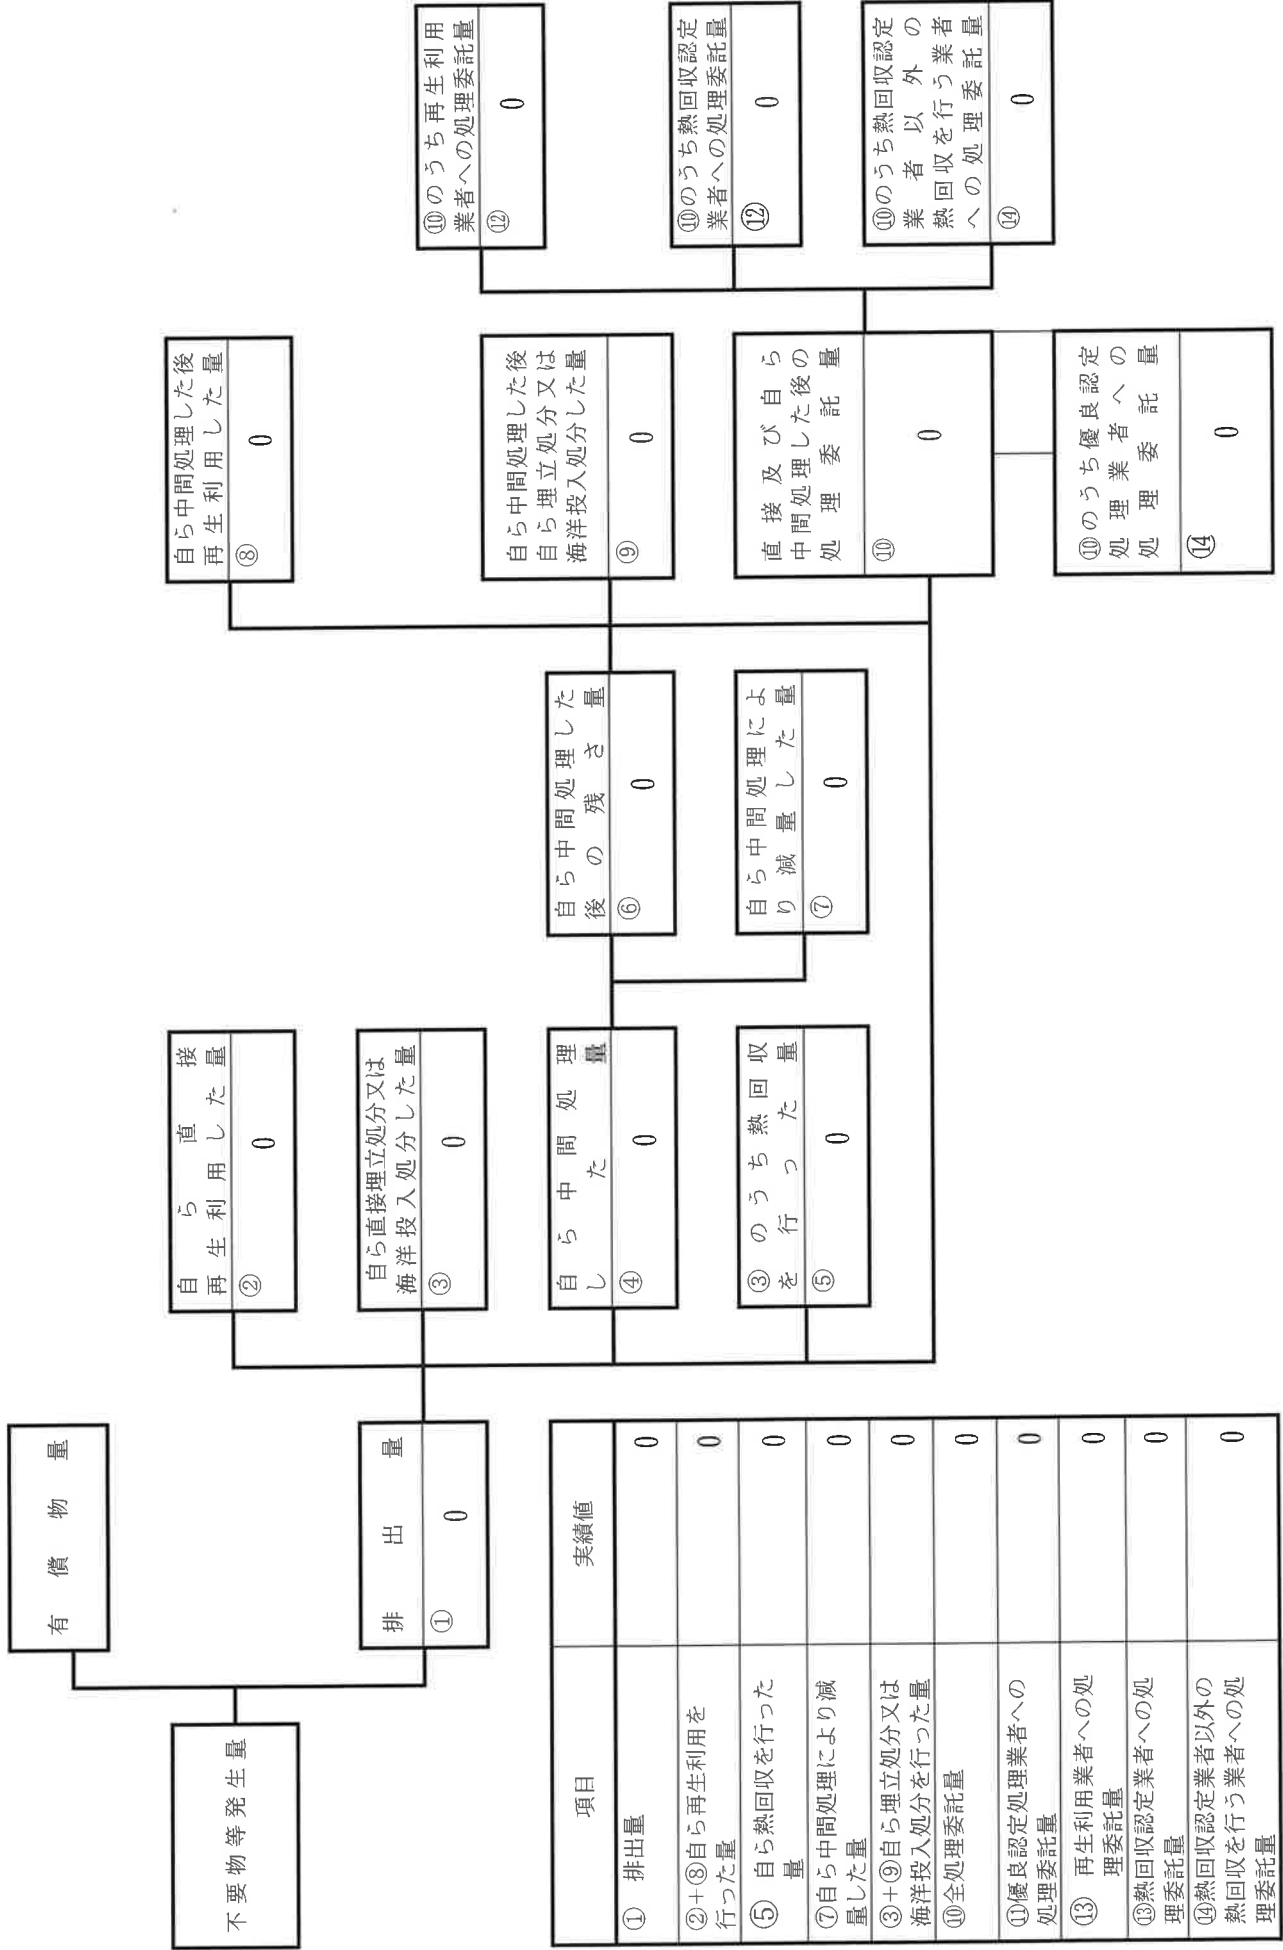 不要物等発生量
有償物量
排出量
①
0
自ら直接
再生利用した量
②
0
自ら直接埋立処分又は
海洋投入処分した量
③
0
自ら中間処理
した量
④
0
③のうち熱回収
を行った量
⑤
0
自ら中間処理した
後の残さ量
⑥
0
自ら中間処理によ
り減量した量
⑦
0
自ら中間処理した後
再生利用した量
⑧
0
自ら中間処理した後
自ら埋立処分又は
海洋投入処分した量
⑨
0
直接及び自ら
中間処理した後の
処理委託量
⑩
0
⑩のうち優良認定
処理業者への
処理委託量
⑭
0
⑩のうち再生利用
業者への処理委託量
⑫
0
⑩のうち熱回収認定
業者への処理委託量
⑫
0
⑩のうち熱回収認定
業者以外の
熱回収を行う業者
への処理委託量
⑭
0
項目 実績値
① 排出量 0
②+⑧自ら再生利用を
行った量 0
⑤ 自ら熱回収を行った
量 0
⑦自ら中間処理により減
量した量 0
③+⑨自ら埋立処分又は
海洋投入処分を行った量 0
⑩全処理委託量 0
⑪優良認定処理業者への
処理委託量 0
⑬ 再生利用業者への処
理委託量 0
⑬熱回収認定業者への処
理委託量 0
⑭熱回収認定業者以外の
熱回収を行う業者への処
理委託量 0